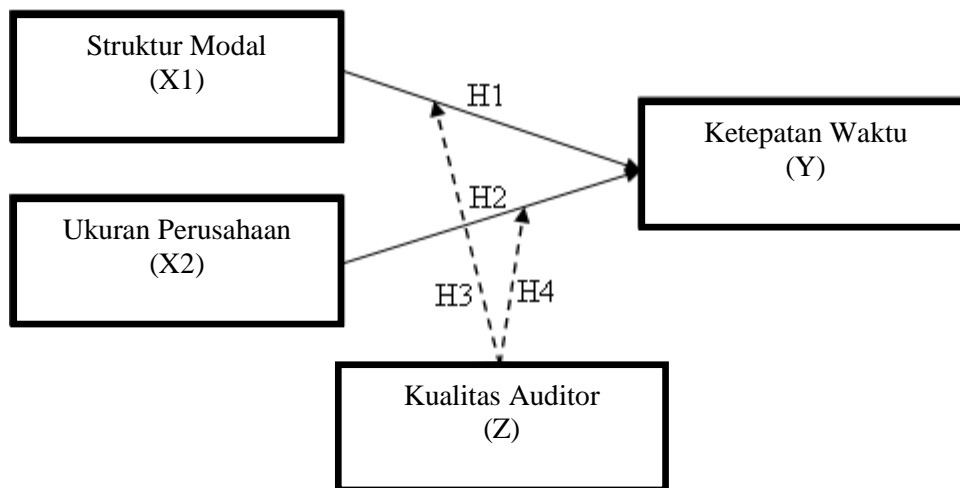 Struktur Modal
(X1)
H1
Ketepatan Waktu
(Y)
H2
Ukuran Perusahaan
(X2)
H3
H4
Kualitas Auditor
(Z)